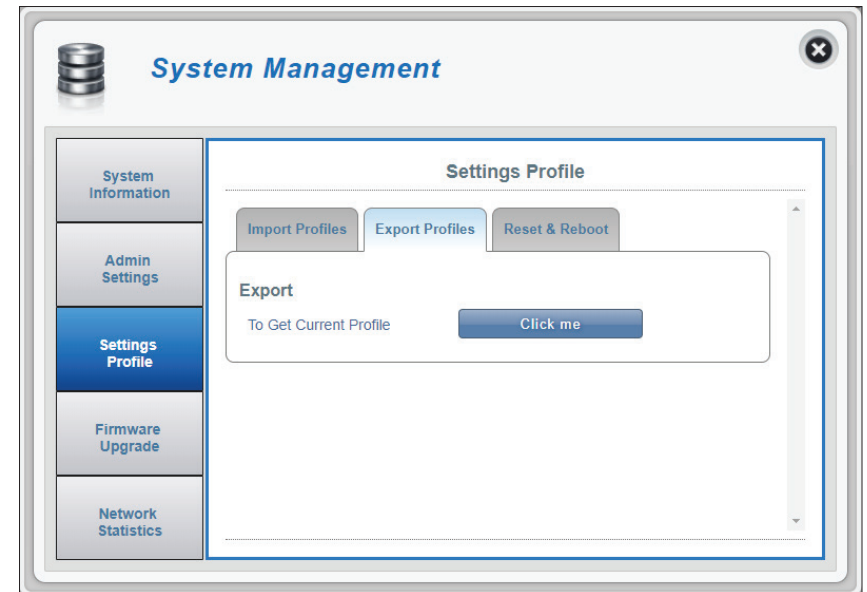 System Management
System
Information
Admin
Settings
Settings
Profile
Firmware
Upgrade
Network
Statistics
Settings Profile
Import Profiles
Export Profiles
Reset & Reboot
Export
To Get Current Profile
Click me